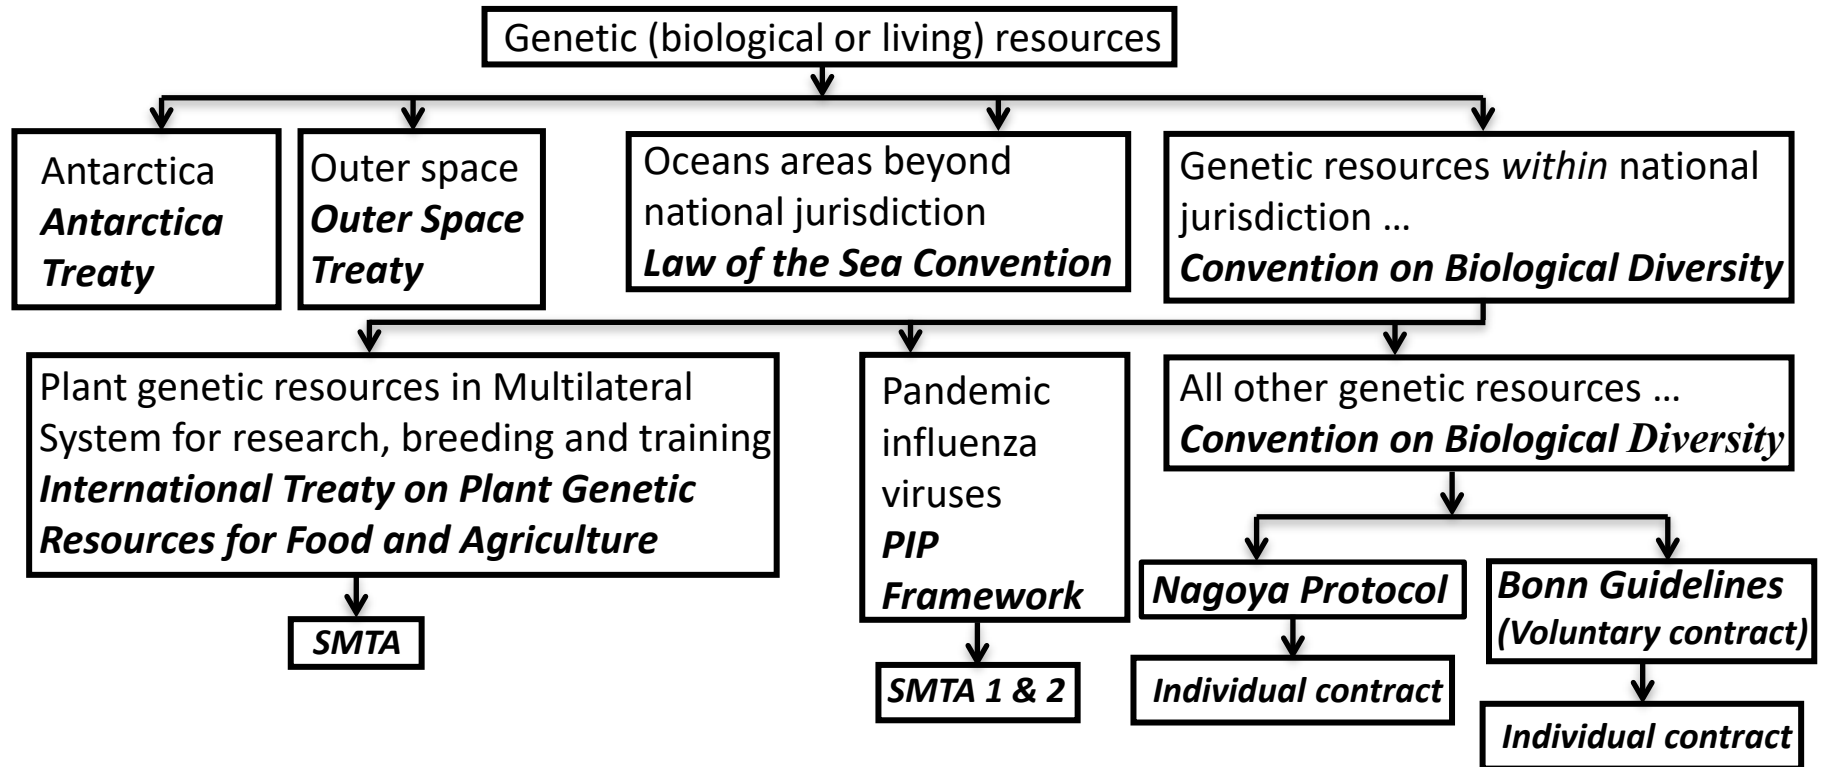 Genetic (biological or living) resources
Antarctica
Antarctica
Treaty
Outer space
Outer Space
Treaty
Oceans areas beyond
national jurisdiction
Law of the Sea Convention
Genetic resources within national
jurisdiction ...
Convention on Biological Diversity
Plant genetic resources in Multilateral
System for research, breeding and training
International Treaty on Plant Genetic
Resources for Food and Agriculture
Pandemic
influenza
viruses
PIP
Framework
All other genetic resources ...
Convention on Biological Diversity
Nagoya Protocol
Bonn Guidelines
(Voluntary contract)
SMTA
SMTA 1 & 2
Individual contract
Individual contract